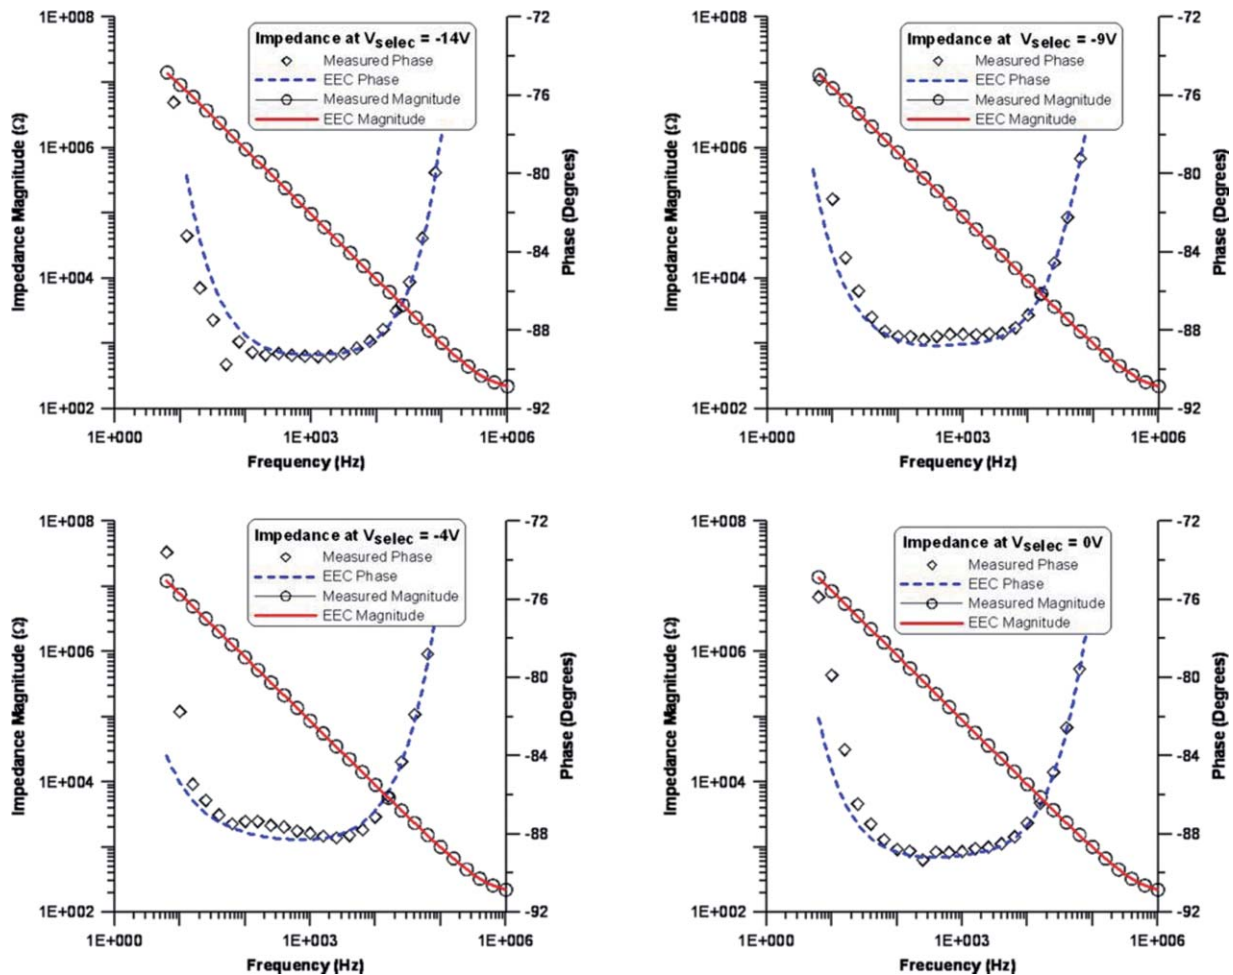 Impedance at Vselec = -14V
Measured Phase
EEC Phase
Measured Magnitude
EEC Magnitude
1E+008
1E+006
1E+004
1E+002
Impedance Magnitude (Ω)
-72
-76
-80
-84
-88
-92
Phase (Degrees)
1E+000 1E+003 1E+006
Frequency (Hz)
Impedance at Vselec = -9V
Measured Phase
EEC Phase
Measured Magnitude
EEC Magnitude
1E+008
1E+006
1E+004
1E+002
Impedance Magnitude (Ω)
-72
-76
-80
-84
-88
-92
Phase (Degrees)
1E+000 1E+003 1E+006
Frequency (Hz)
Impedance at Vselec = -4V
Measured Phase
EEC Phase
Measured Magnitude
EEC Magnitude
1E+008
1E+006
1E+004
1E+002
Impedance Magnitude (Ω)
-72
-76
-80
-84
-88
-92
Phase (Degrees)
1E+000 1E+003 1E+006
Frequency (Hz)
Impedance at Vselec = 0V
Measured Phase
EEC Phase
Measured Magnitude
EEC Magnitude
1E+008
1E+006
1E+004
1E+002
Impedance Magnitude (Ω)
-72
-76
-80
-84
-88
-92
Phase (Degrees)
1E+000 1E+003 1E+006
Frecuency (Hz)